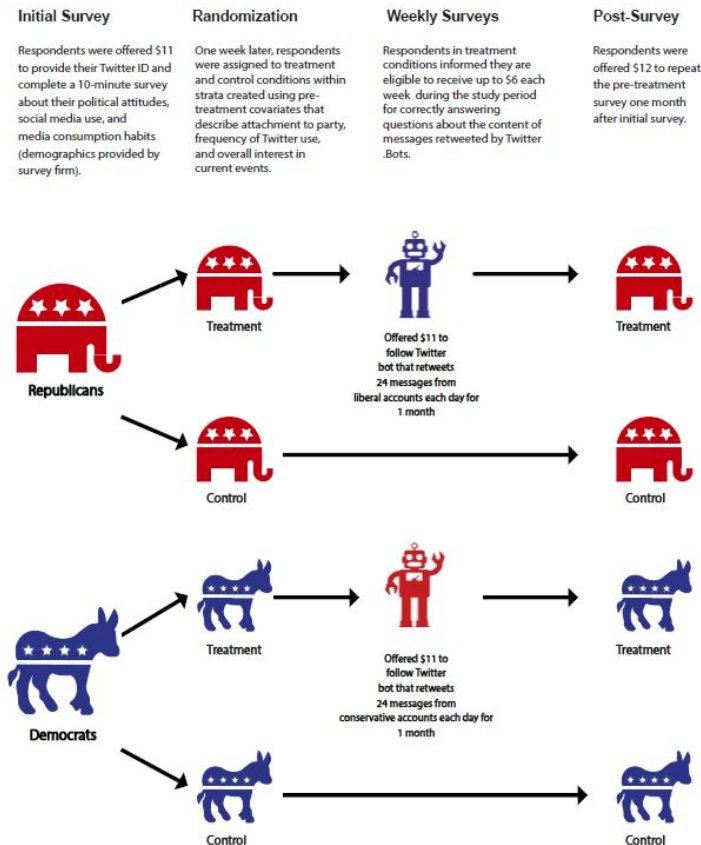 Initial Survey
Respondents were offered $11
to provide their Twitter ID and
complete a 10-minute survey
about their political attitudes,
social media use, and
media consumption habits
(demographics provided by
survey firm).
Randomization
One week later, respondents
were assigned to treatment
and control conditions within
strata created using pre-
treatment covariates that
describe attachment to party,
frequency of Twitter use,
and overall interest in
current events.
Weekly Surveys
Respondents in treatment
conditions informed they are
eligible to receive up to $6 each
week during the study period
for correctly answering
questions about the content of
messages retweeted by Twitter
.Bots.
Post-Survey
Respondents were
offered $12 to repeat
the pre-treatment
survey one month
after initial survey.
Republicans
Treatment
Offered $11 to
follow Twitter
bot that retweets
24 messages from
liberal accounts each day for
1 month
Treatment
Control
Control
Democrats
Treatment
Offered $11 to
follow Twitter
bot that retweets
24 messages from
conservative accounts each day for
1 month
Treatment
Control
Control